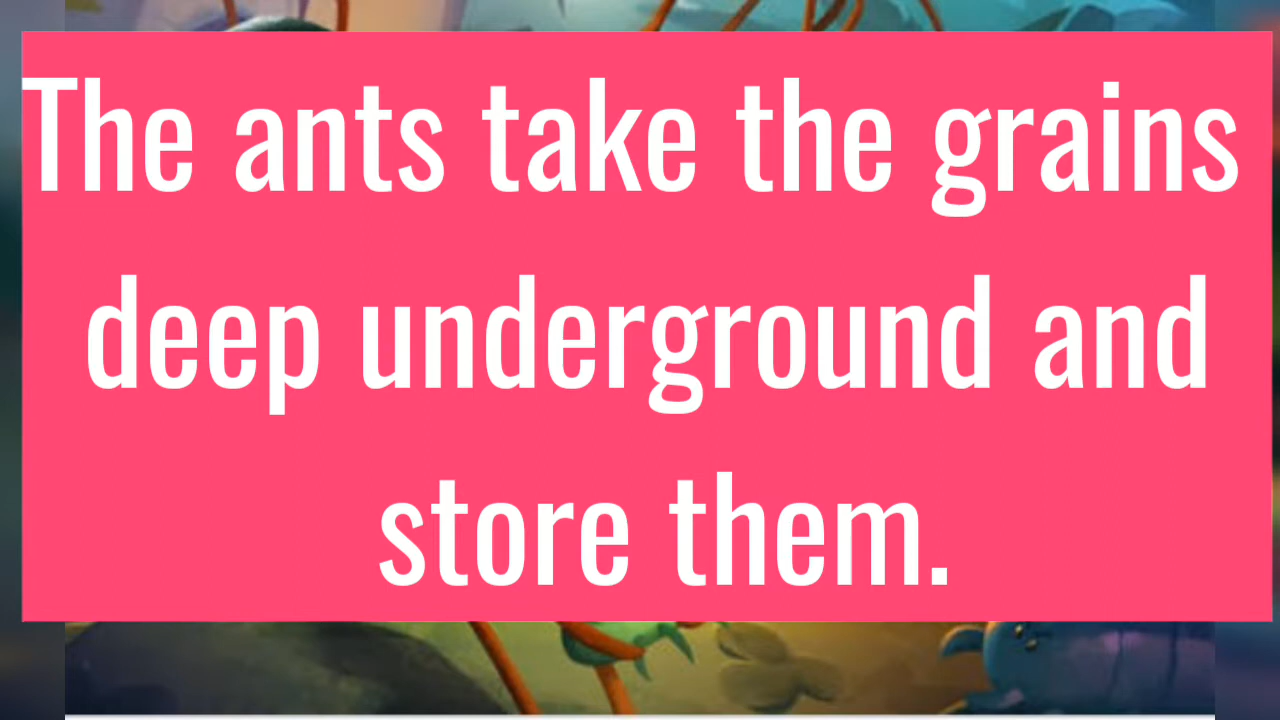 The ants take the grains
deep underground and
store them.